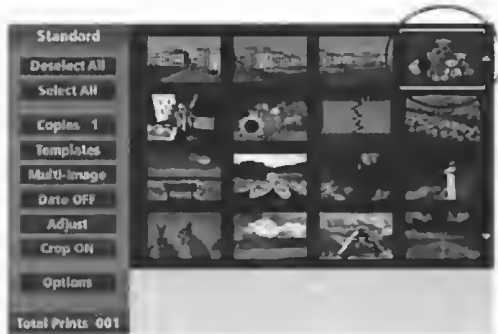 Standard
Deselect All
Select All
Copies 1
Templates
Multi-Image
Date OFF
Adjust
Crop ON
Options
Total Prints 001